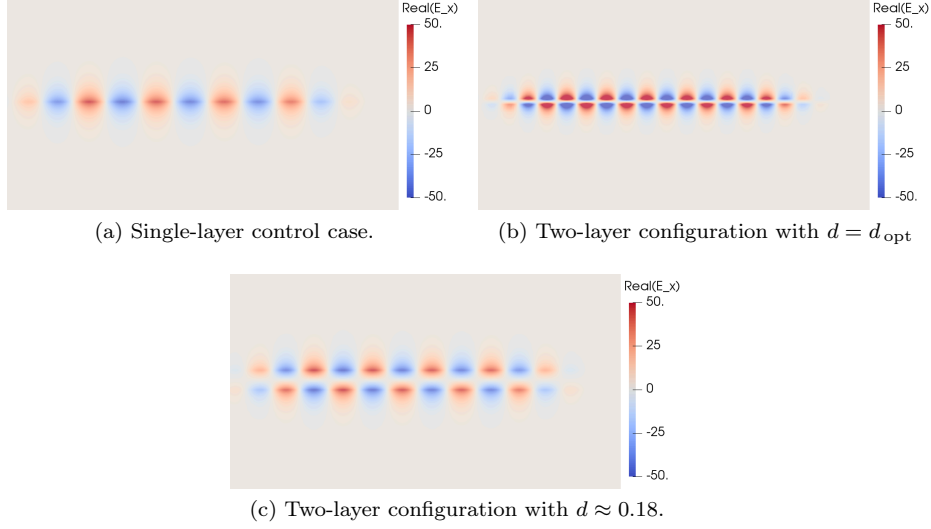 Real(E_x)
50.
25
0
-25
-50.
(a) Single-layer control case.
Real(E_x)
50.
25
0
-25
-50.
(b) Two-layer configuration with d = d opt
Real(E_x)
50.
25
0
-25
-50.
(c) Two-layer configuration with d ≈ 0.18.